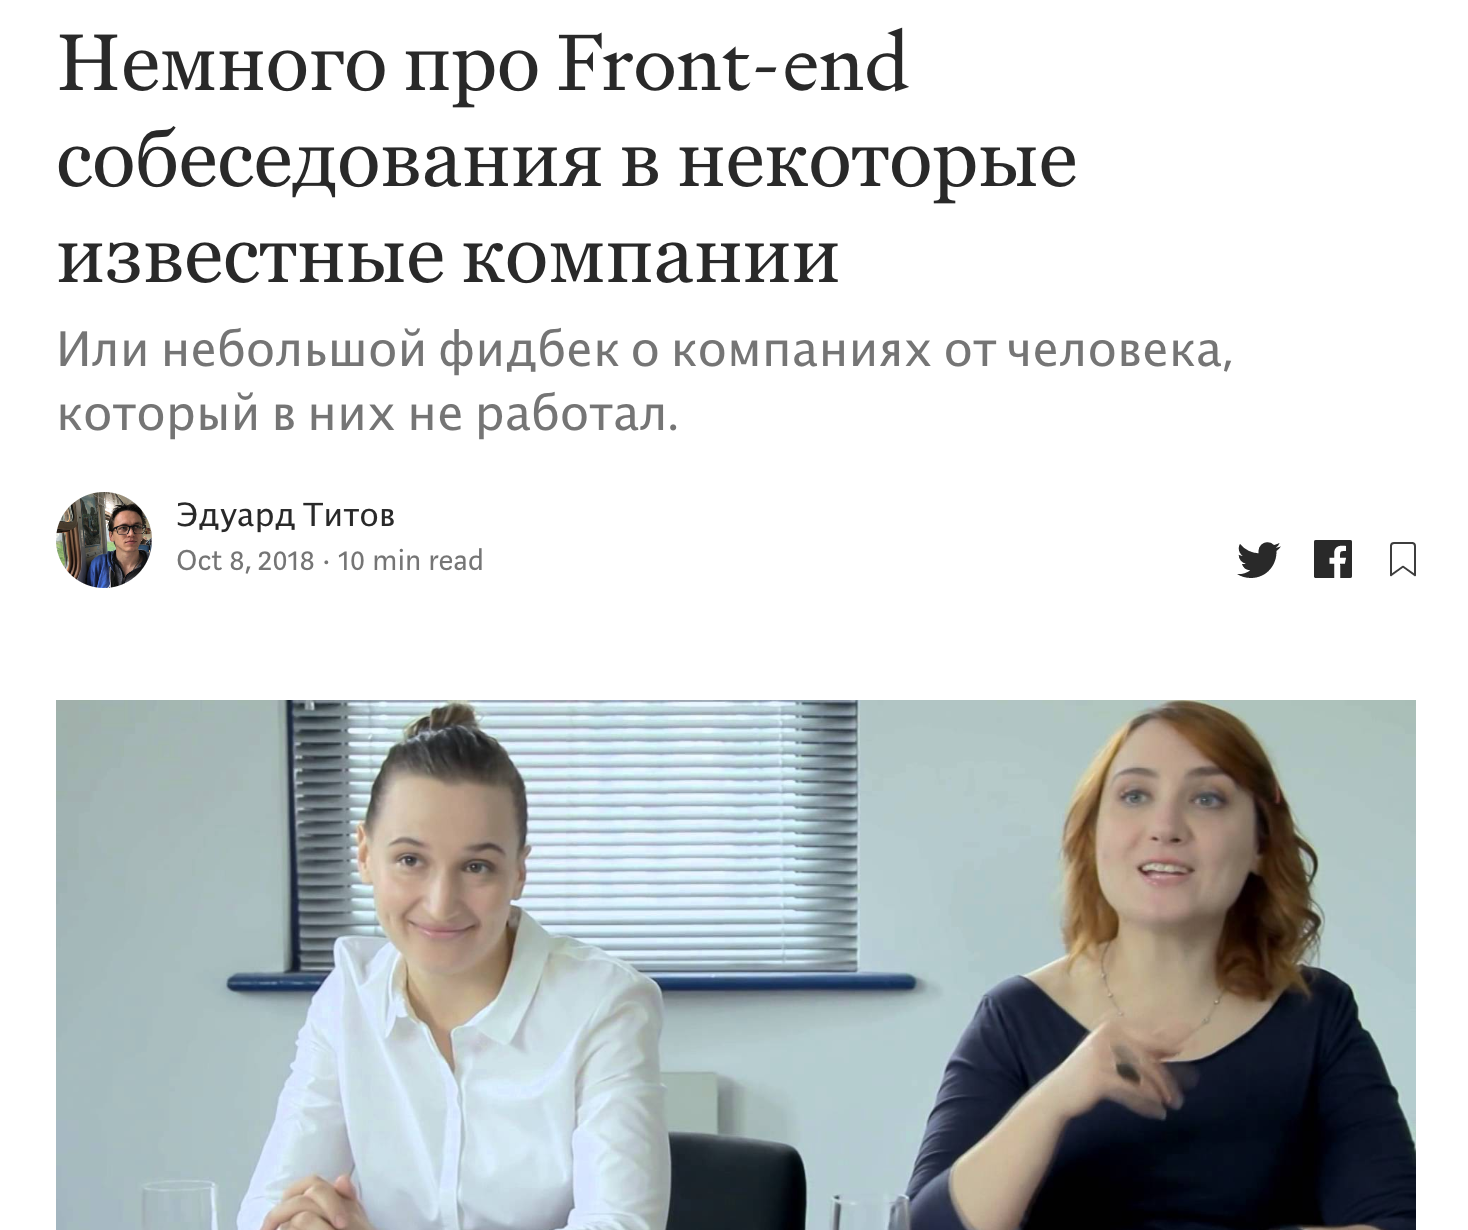 Немного про Front-end
собеседования в некоторые
известные компании
Или небольшой фидбек о компаниях от человека,
который в них не работал.
Эдуард Титов
Oct 8, 2018 · 10 min read